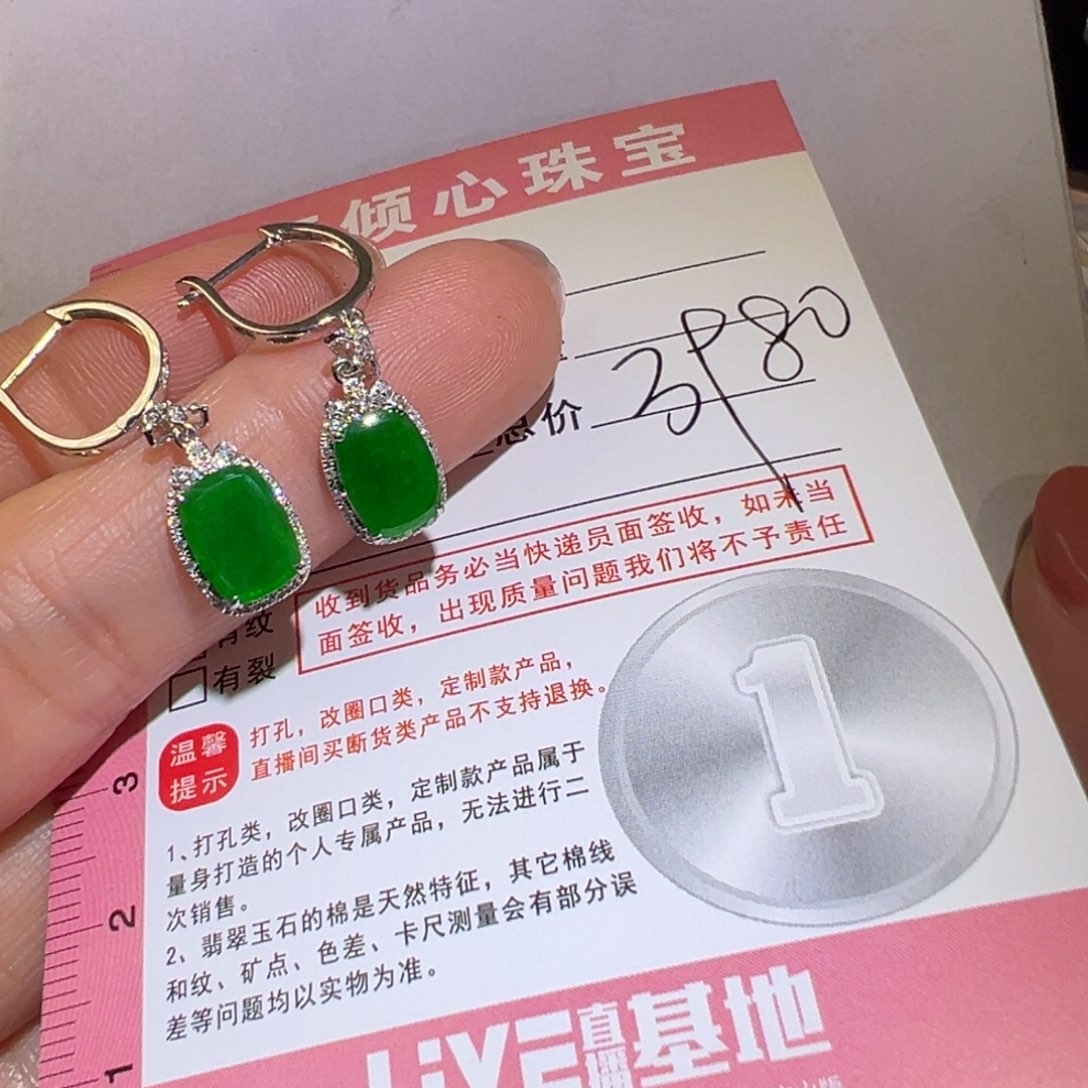 倾心珠宝
总价 3980
收到货品务必当快递员面签收，如未当
面签收，出现质量问题我们将不予责任
有纹
有裂
温馨
提示
打孔，改圈口类，定制款产品，
直播间买断货类产品不支持退换。
1、打孔类，改圈口类，定制款产品属于
量身打造的个人专属产品，无法进行二
次销售。
2、翡翠玉石的棉是天然特征，其它棉线
和纹、矿点、色差、卡尺测量会有部分误
差等问题均以实物为准。
1
3
2
1
LiVE直播基地